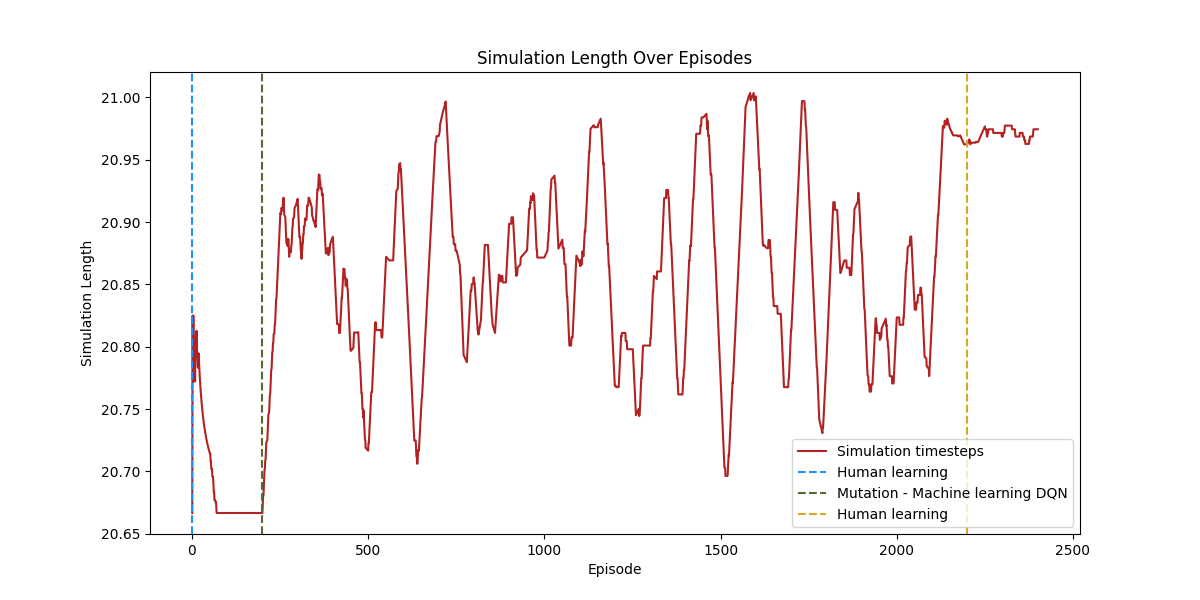 Simulation Length Over Episodes
Simulation Length
21.00
20.95
20.90
20.85
20.80
20.75
20.70
20.65
0
500
1000
1500
2000
2500
Episode
Simulation timesteps
Human learning
Mutation - Machine learning DQN
Human learning